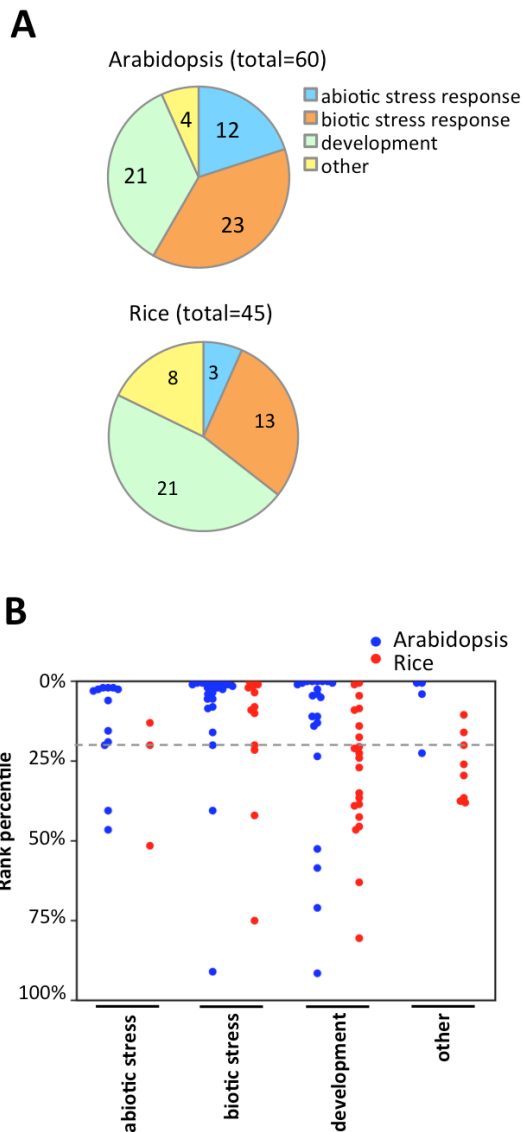 A
Arabidopsis (total=60)
abiotic stress response
biotic stress response
development
other
4
12
21
23
Rice (total=45)
8
3
13
21
B
Arabidopsis
Rice
0%
25%
50%
75%
100%
Rank percentile
abiotic stress
biotic stress
development
other